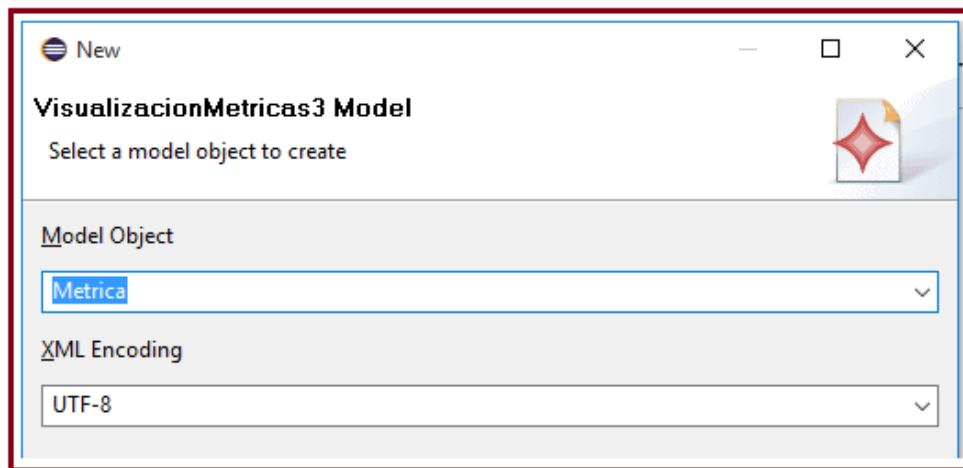 New
VisualizacionMetricas3 Model
Select a model object to create
Model Object
Metrica
XML Encoding
UTF-8